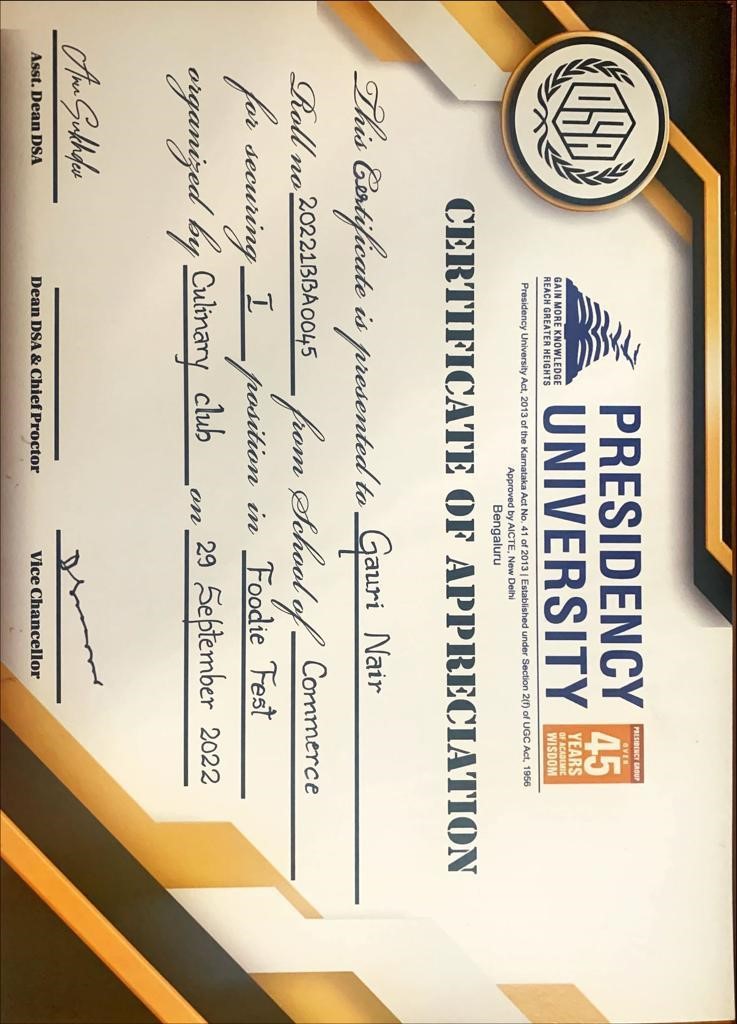 DSA
PRESIDENCY
UNIVERSITY
GAIN MORE KNOWLEDGE
REACH GREATER HEIGHTS
PRESIDENCY GROUP
OVER
45
YEARS
OF ACADEMIC
WISDOM
Presidency University Act, 2013 of the Karnataka Act No. 41 of 2013 | Established under Section 2(f) of UGC Act, 1956
Approved by AICTE, New Delhi
Bengaluru
CERTIFICATE OF APPRECIATION
This Certificate is presented to Gauri Nair
Roll no 20221BBA0045 from School of Commerce
for securing I position in Foodie Fest
organized by Culinary club on 29 September 2022
Asst. Dean DSA
Dean DSA & Chief Proctor
Vice Chancellor